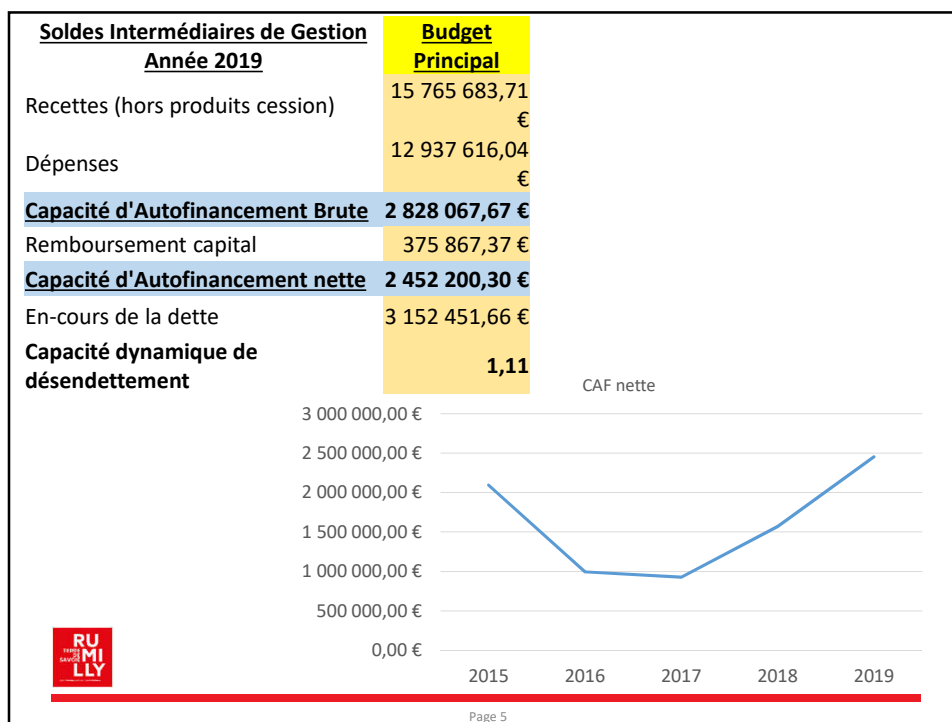 Soldes Intermédiaires de Gestion
Année 2019
Budget
Principal
Recettes (hors produits cession)
15 765 683,71
€
Dépenses
12 937 616,04
€
Capacité d'Autofinancement Brute 2 828 067,67 €
Remboursement capital 375 867,37 €
Capacité d'Autofinancement nette 2 452 200,30 €
En-cours de la dette 3 152 451,66 €
Capacité dynamique de
désendettement
1,11
CAF nette
3 000 000,00 €
2 500 000,00 €
2 000 000,00 €
1 500 000,00 €
1 000 000,00 €
500 000,00 €
0,00 €
2015 2016 2017 2018 2019
RU
MI
LLY
TERRE
DE
SAVOIE
Page 5